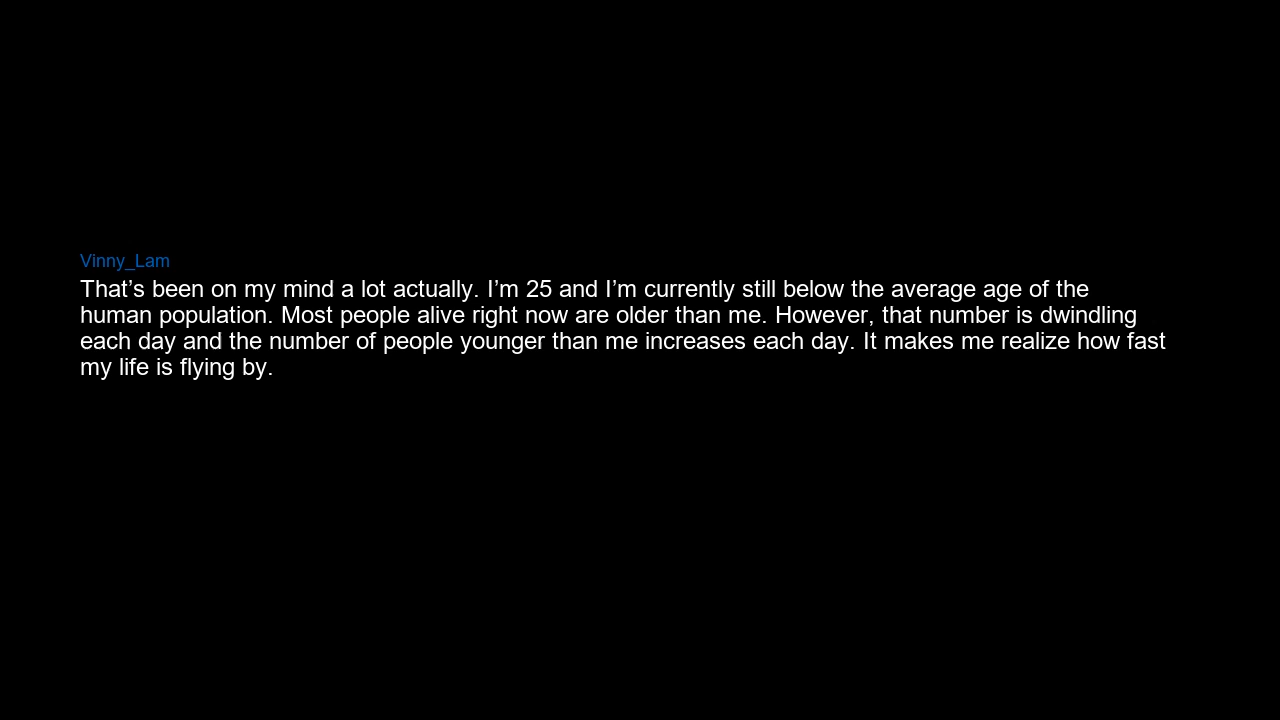 Vinny_Lam
That’s been on my mind a lot actually. I’m 25 and I’m currently still below the average age of the
human population. Most people alive right now are older than me. However, that number is dwindling
each day and the number of people younger than me increases each day. It makes me realize how fast
my life is flying by.